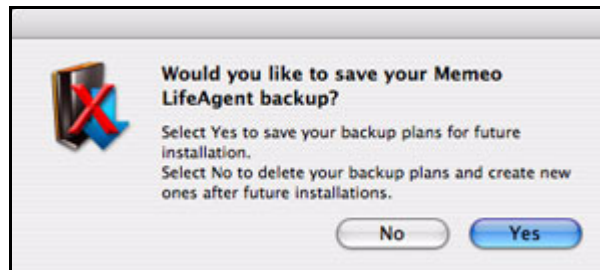 Would you like to save your Memeo
LifeAgent backup?
Select Yes to save your backup plans for future
installation.
Select No to delete your backup plans and create new
ones after future installations.
No
Yes